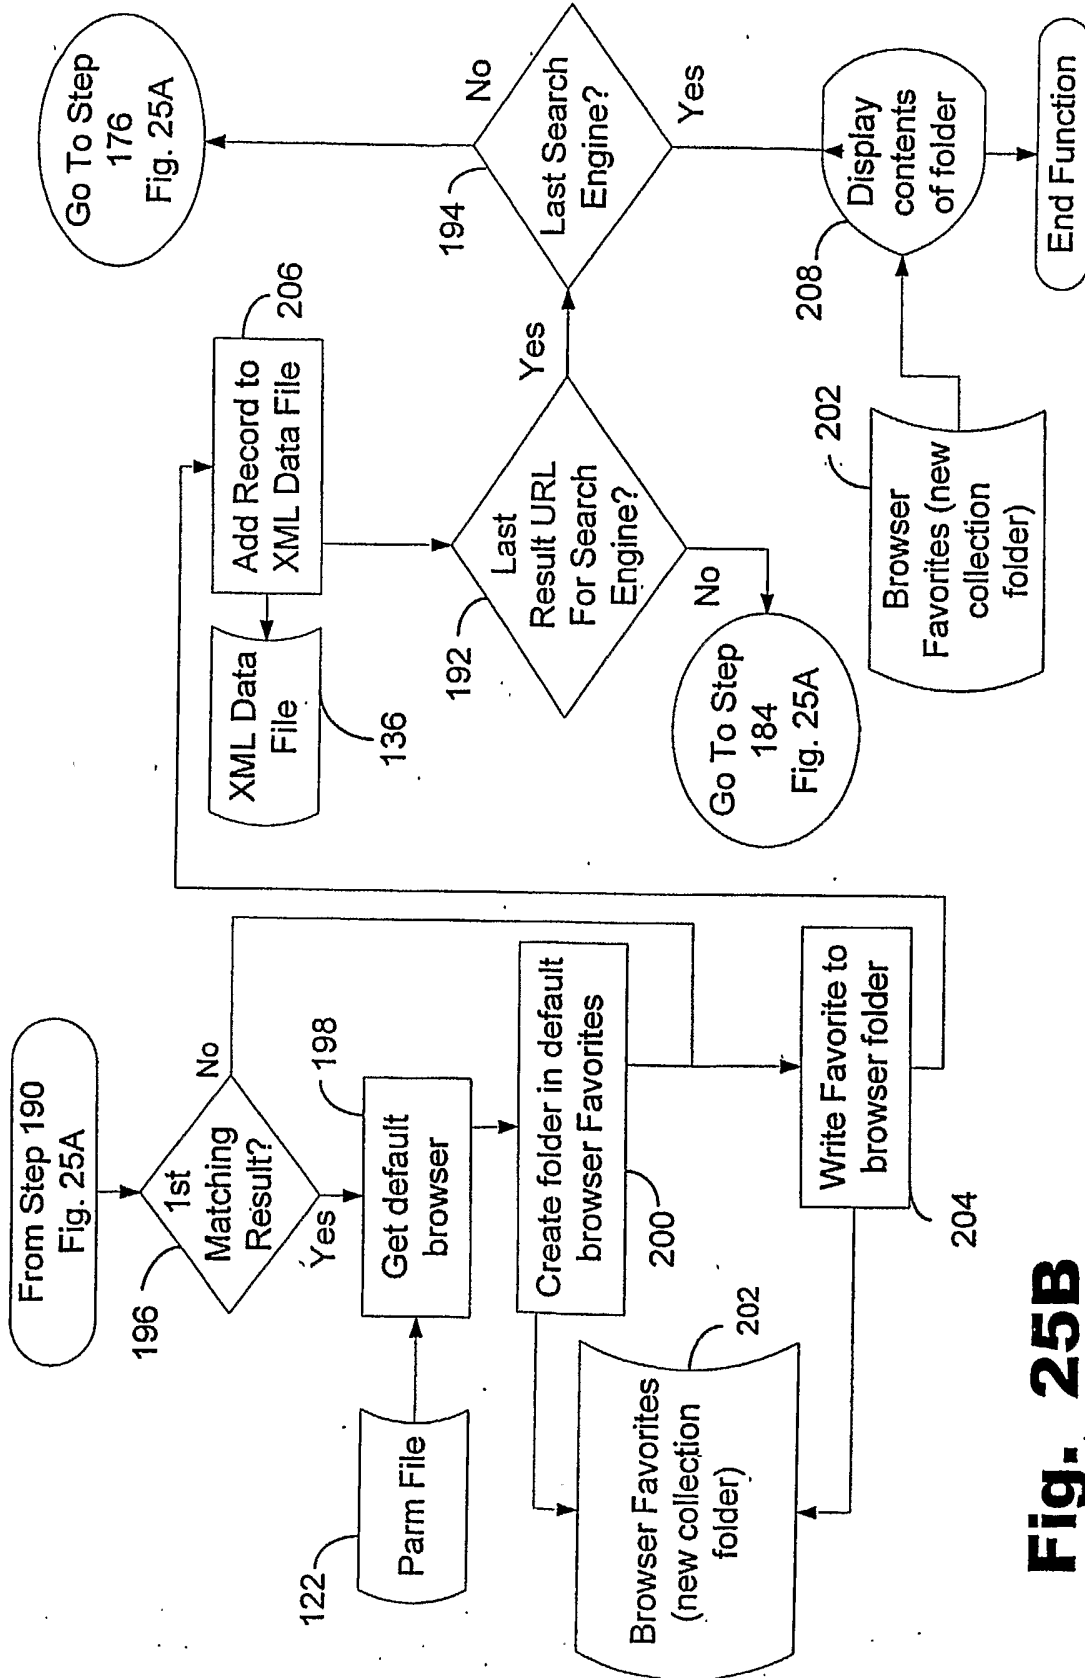 From Step 190
Fig. 25A
196
1st
Matching
Result?
No
Yes
122
Parm File
198
Get default
browser
Create folder in default
browser Favorites
200
202
Browser Favorites
(new collection
folder)
Write Favorite to
browser folder
204
206
Add Record to
XML Data File
XML Data
File
136
192
Last
Result URL
For Search
Engine?
Yes
No
Go To Step
184
Fig. 25A
194
Last Search
Engine?
No
Go To Step
176
Fig. 25A
Yes
202
Browser
Favorites (new
collection
folder)
208
Display
contents
of folder
End Function
Fig. 25B